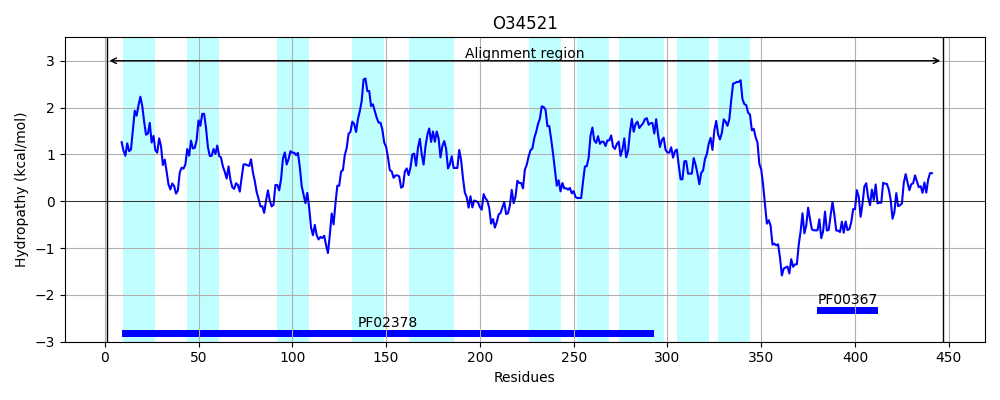 O34521
Alignment region
Hydropathy (kcal/mol)
3
2
1
0
−1
−2
−3
PF00367
PF02378
0 50 100 150 200 250 300 350 400 450
Residues